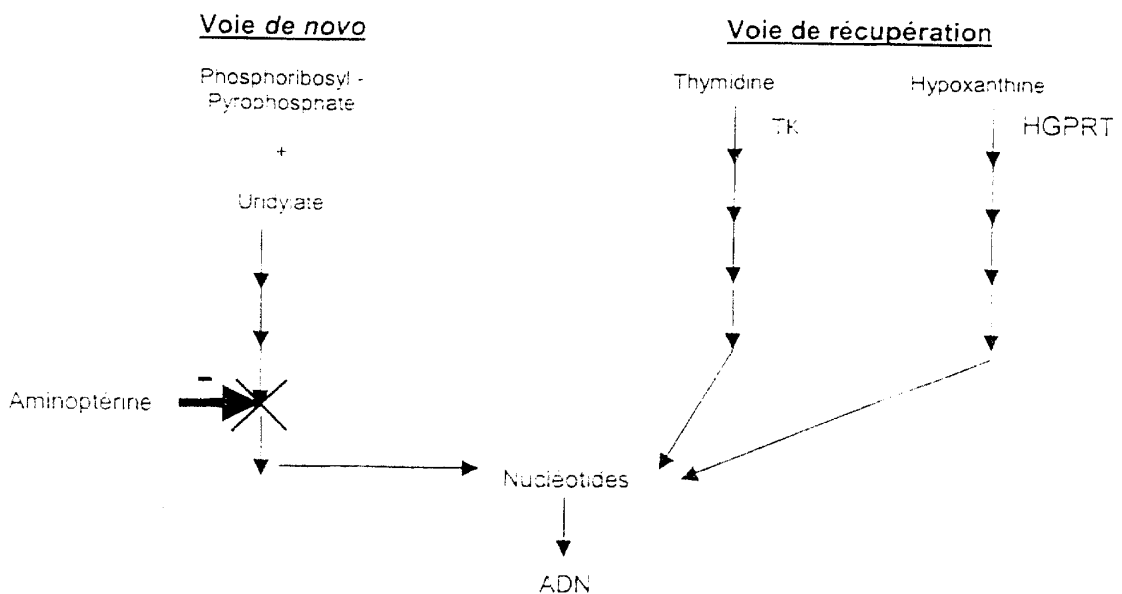 Voie de novo
Voie de récupération
Phosphoribosyl -
Pyrophosphate
+
Uridylate
Thymidine
TK
Hypoxanthine
HGPRT
Aminoptérine
-
Nucléotides
ADN